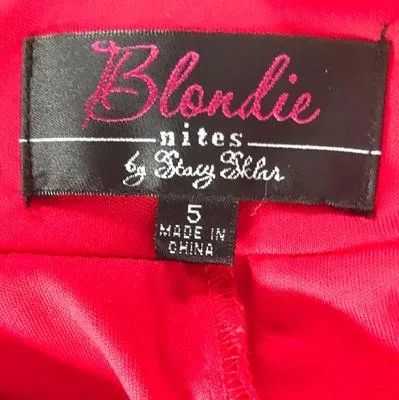 Blondie
nites
by Stacy Sklar
5
MADE IN
CHINA